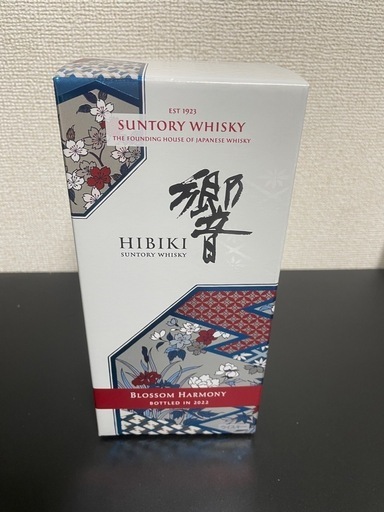 EST 1923
SUNTORY WHISKY
THE FOUNDING HOUSE OF JAPANESE WHISKY
響
HIBIKI
SUNTORY WHISKY
BLOSSOM HARMONY
BOTTLED IN 2022